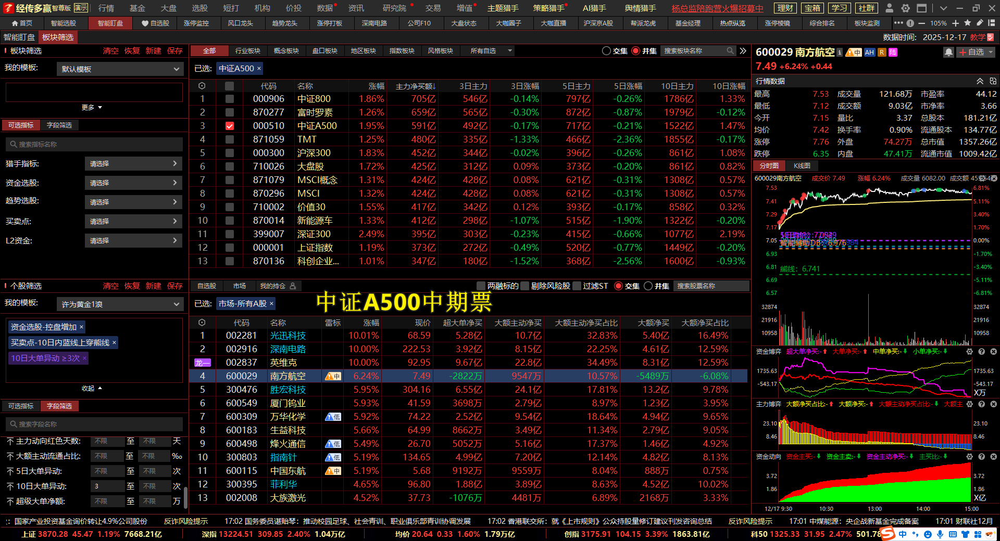 经传多赢 智尊版 演示 行情 基金 大盘 选股 短打 机构 价投 数据 资讯 研究院 交易 增值 主题猎手 策略猎手 AI猎手 舆情猎手 杨总监陪跑营火爆招募中 理财 宝箱 学习 社群
首页 智能选股 智能盯盘 自选股 涨停监控 风口龙头 趋势龙头 涨停打板 深南电路 公司F10 大盘状态 大咖圈子 大咖直播 沪深京A股 帮派龙虎 基金经理 热点纵览 涨停棱镜 综合排名 板块监测 105%
智能盯盘 板块筛选 数据时间: 2025-12-17 教学
板块筛选 清空 恢复 新建 保存
我的模板: 默认模板
更多
可选指标 字段筛选
搜索指标名称
猎手指标: 请选择
资金选股: 请选择
趋势选股: 请选择
买卖点: 请选择
L2资金: 请选择
全部 行业板块 概念板块 盘口板块 地区板块 指数板块 风格板块 所有自选 交集 并集 搜索板块名称
已选: 中证A500 ×
代码 名称 涨幅 主力净买额↓ 3日主力 3日涨幅 5日主力 5日涨幅 10日主力 10日涨幅
1 000906 中证800 1.86% 705亿 546亿 -0.14% 797亿 -0.26% 1786亿 1.33%
2 870277 富时罗素 1.26% 659亿 565亿 -0.30% 872亿 -0.87% 1979亿 -0.12%
3 000510 中证A500 1.95% 591亿 492亿 -0.17% 717亿 -0.21% 1522亿 1.47%
4 871059 TMT 1.25% 480亿 335亿 -1.33% 466亿 -2.36% 1855亿 -0.17%
5 000300 沪深300 1.83% 452亿 344亿 -0.02% 396亿 -0.26% 861亿 1.08%
6 710026 大盘股 1.72% 425亿 312亿 0.09% 373亿 -0.20% 861亿 0.82%
7 871079 MSCI概念 1.31% 424亿 428亿 0.08% 621亿 -0.31% 1308亿 0.57%
8 870296 MSCI 1.32% 424亿 428亿 0.08% 621亿 -0.31% 1308亿 0.57%
9 710002 价值30 1.55% 417亿 342亿 0.12% 393亿 -0.17% 858亿 0.32%
10 870014 新能源车 1.33% 412亿 298亿 -1.07% 515亿 -1.90% 1322亿 -0.20%
11 399007 深证300 2.49% 395亿 303亿 -0.23% 415亿 -0.66% 1077亿 2.19%
12 000001 上证指数 1.19% 373亿 272亿 -0.49% 520亿 -0.77% 1449亿 -0.20%
13 870136 科创企业... 1.01% 347亿 180亿 -1.52% 368亿 -2.56% 1600亿 -0.93%
个股筛选 清空 恢复 新建 保存
我的模板: 许为黄金1浪
资金选股-控盘增加 ×
买卖点-10日内蓝线上穿熊线 ×
10日大单异动 ≥3次 ×
收起
可选指标 字段筛选
搜索字段名称
不 主力动向红色天数: 不限 至 不限 天
不 大额主动流通占比: 不限 至 不限 ‰
不 5日大单异动: 不限 至 不限 次
不 10日大单异动: 3 至 不限 次
不 超级大单净额: 不限 至 不限 万
自选股 市场 我的持仓 两融标的 剔除风险股 过滤ST 交集 并集 搜索股票名称
已选: 市场-所有A股 ×
中证A500中期票
代码 名称 雷标 涨幅 现价 超大单净买 大额主动净买 大额主动净买占比 大额净买 大额净买占比
1 002281 光迅科技 10.01% 68.59 5.28亿 10.7亿 32.83% 5.40亿 16.49%
2 002916 深南电路 10.00% 222.53 3.92亿 8.15亿 22.25% 4.61亿 12.59%
龙一 002837 英维克 10.00% 92.95 9.67亿 22.8亿 34.49% 8.31亿 12.59%
4 600029 南方航空 中 6.24% 7.49 -2822万 9547万 10.57% -5489万 -6.08%
5 300476 胜宏科技 5.95% 304.16 6.55亿 24.1亿 17.81% 13.2亿 9.78%
6 600549 厦门钨业 5.93% 41.59 3698万 2.79亿 8.97% 1.23亿 3.95%
7 600309 万华化学 低 5.92% 74.22 2.52亿 9.54亿 18.64% 4.94亿 9.65%
8 600183 生益科技 5.66% 64.99 8662万 3.49亿 11.34% 2.79亿 9.05%
9 600498 烽火通信 低 5.49% 26.70 5052万 5.16亿 17.37% 1.46亿 4.92%
10 300803 指南针 低 5.19% 134.65 4.99亿 7.20亿 12.14% 4.82亿 8.13%
11 600115 中国东航 中 5.19% 5.68 9192万 9559万 8.04% 888万 0.75%
12 300395 菲利华 4.65% 96.80 1.88亿 3.89亿 8.63% 4.52亿 10.02%
13 002008 大族激光 4.52% 37.73 -1076万 4481万 6.89% 2168万 3.33%
600029 南方航空 中 AH R 陆 自选
7.49 +6.24% +0.44
行情数据
最高 7.53 成交量 121.68万 市盈率 44.12
最低 7.12 成交额 9.03亿 市净率 3.66
今开 7.15 量比 3.37 总股本 181.21亿
均价 7.42 换手率 0.90% 流通股本 134.77亿
涨停 7.76 外盘 74.27万 总市值 1357.26亿
跌停 6.35 内盘 47.41万 流通市值 1009.42亿
分时图 K线图
600029南方航空 成交价 7.49 涨幅 6.24% 成交量 6082.00 成交额
7.53 6.81%
7.41 5.11%
7.29 3.40%
7.17 1.70%
7.05 0.00%
智能辅助DB: 6.976
6.93 -1.70%
6.81 -3.40%
熊线: 6.741
6.69 -5.11%
6.57 -6.81%
32874 32874
21916 21916
10958 10958
资金博弈 超大单净买:- 大单净买:- 中单净买:- 小单净买:-
1735.63 1735.63
-543.17 -543.17
X万
主力博弈 大额净买占比:- 大额净买:- 大额主动净买占比:- 大额主
23.10 23.10
8.46 8.46
资金动向 资金主买:- 资金主卖:- 资金主动净买:- 主买比:-
3.72 3.72
1.86 1.86
X亿
12/17 9:30 10:30 13:00 14:00 15:00
: 国家产业投资基金询价转让4.9%公司股份 反诈风险提示 17:02 国务委员谌贻琴：推动校园足球、社会青训、职业俱乐部青训协调发展 17:02 香港联交所：就《上市规则》公众持股量修订建议刊发咨询总结 反诈风险提示 17:01 中煤能源：央企战新基金完成备案 17:01 财联社12月
上证 3870.28 45.47 1.19% 7668.21亿 深指 13224.51 309.85 2.40% 1.04万亿 均价 20.64 0.33 1.60% 1.79万亿 创指 3175.91 104.15 3.39% 1863.81亿 科50 1325.33 31.95 2.47% 501.78 中